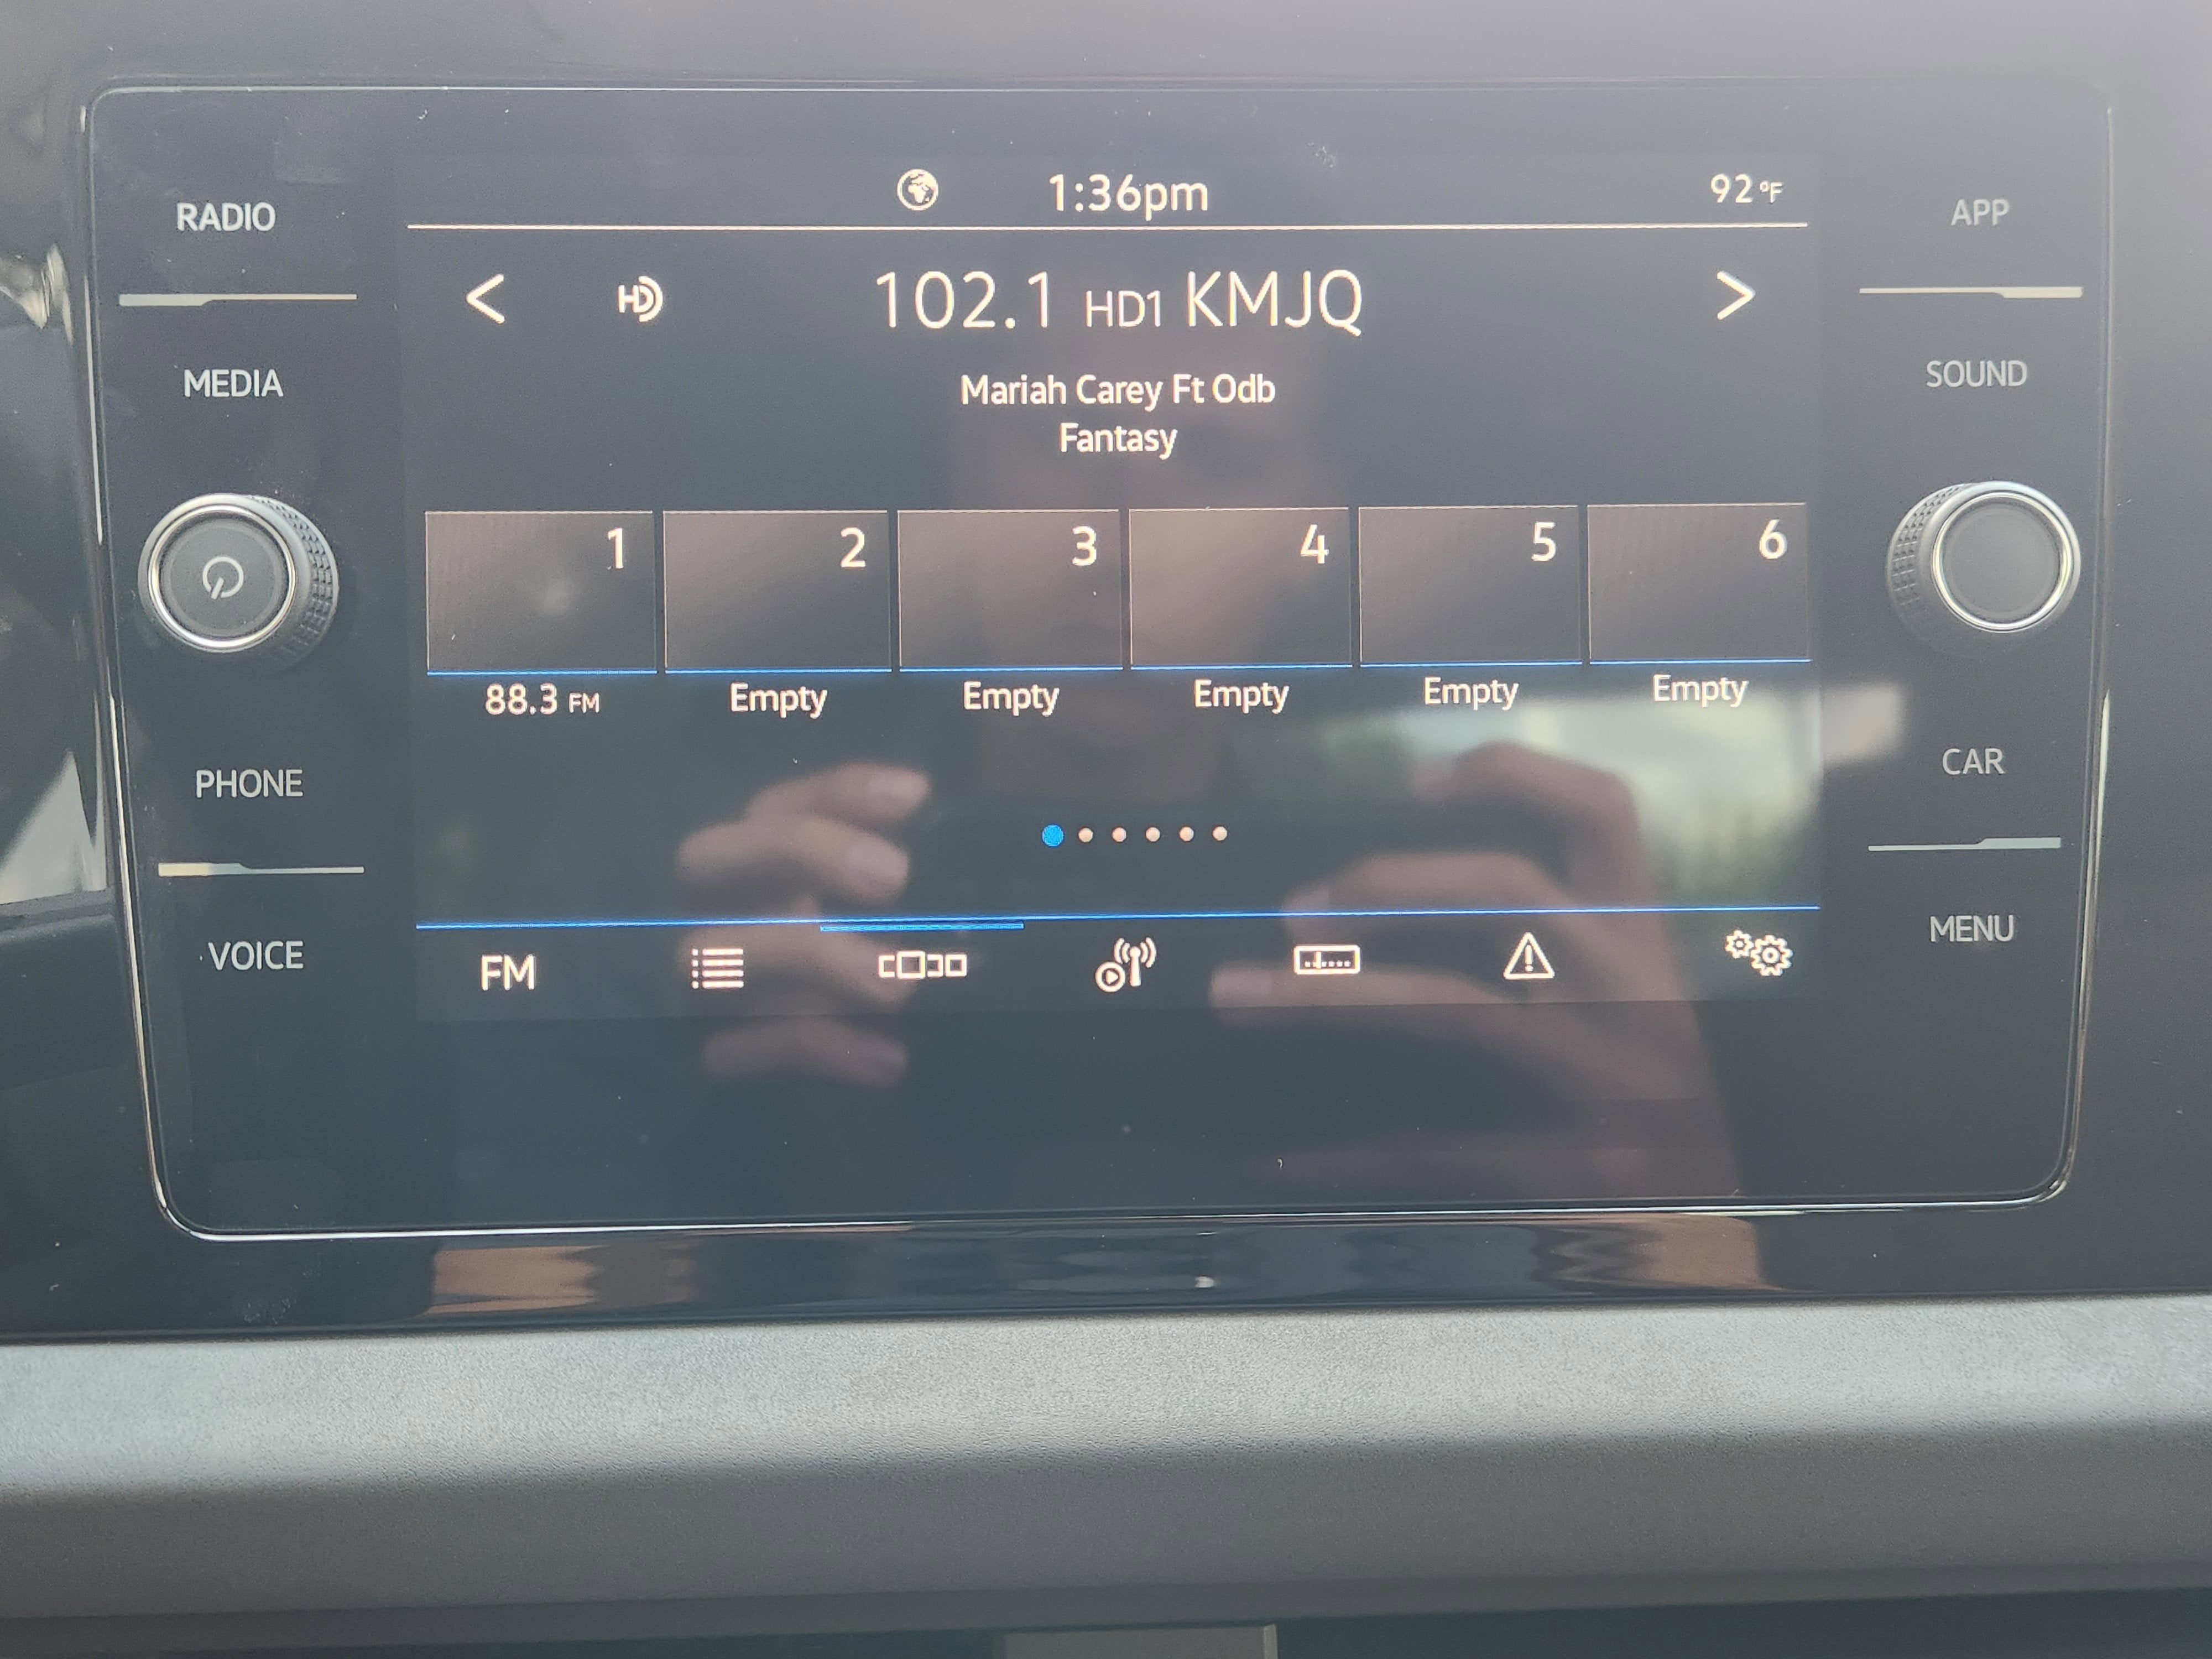 1:36pm 92°F
RADIO
APP
HD 102.1 HD1 KMJQ
MEDIA
SOUND
Mariah Carey Ft Odb
Fantasy
1 2 3 4 5 6
88.3 FM Empty Empty Empty Empty Empty
PHONE
CAR
VOICE
MENU
FM